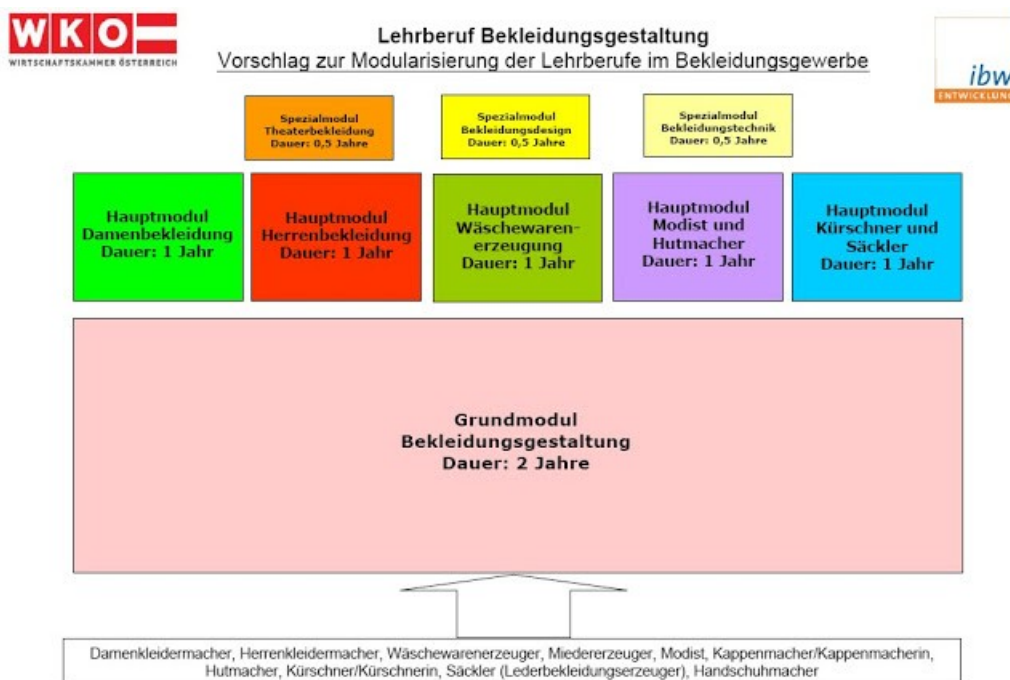 WKO
WIRTSCHAFTSKAMMER ÖSTERREICH
Lehrberuf Bekleidungsgestaltung
Vorschlag zur Modularisierung der Lehrberufe im Bekleidungsgewerbe
ibw
ENTWICKLUNG
Spezialmodul
Theaterbekleidung
Dauer: 0,5 Jahre
Spezialmodul
Bekleidungsdesign
Dauer: 0,5 Jahre
Spezialmodul
Bekleidungstechnik
Dauer: 0,5 Jahre
Hauptmodul
Damenbekleidung
Dauer: 1 Jahr
Hauptmodul
Herrenbekleidung
Dauer: 1 Jahr
Hauptmodul
Wäschewaren-
erzeugung
Dauer: 1 Jahr
Hauptmodul
Modist und
Hutmacher
Dauer: 1 Jahr
Hauptmodul
Kürschner und
Säckler
Dauer: 1 Jahr
Grundmodul
Bekleidungsgestaltung
Dauer: 2 Jahre
Damenkleidermacher, Herrenkleidermacher, Wäschewarenerzeuger, Miedererzeuger, Modist, Kappenmacher/Kappenmacherin,
Hutmacher, Kürschner/Kürschnerin, Säckler (Lederbekleidungserzeuger), Handschuhmacher